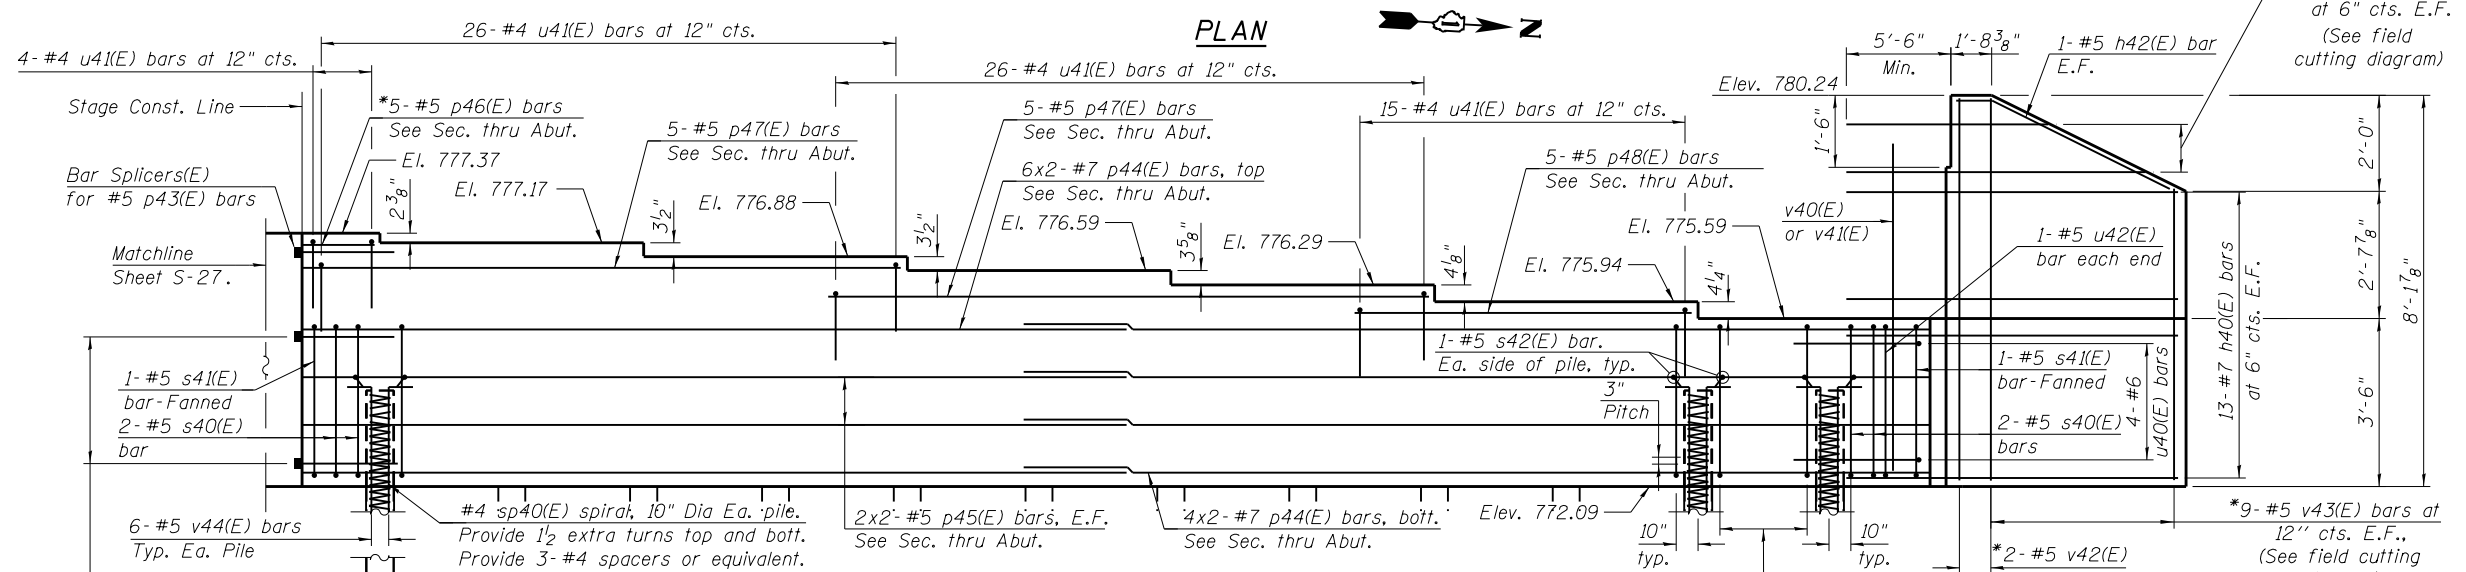 PLAN
N
at 6" cts. E.F.
(See field
cutting diagram)
26-#4 u41(E) bars at 12" cts.
4-#4 u41(E) bars at 12" cts.
26-#4 u41(E) bars at 12" cts.
15-#4 u41(E) bars at 12" cts.
5'-6"
Min.
1'-8 3/8"
1-#5 h42(E) bar
E.F.
Elev. 780.24
1'-6"
2'-0"
Stage Const. Line
*5-#5 p46(E) bars
See Sec. thru Abut.
5-#5 p47(E) bars
See Sec. thru Abut.
5-#5 p47(E) bars
See Sec. thru Abut.
6x2-#7 p44(E) bars, top
See Sec. thru Abut.
5-#5 p48(E) bars
See Sec. thru Abut.
Bar Splicers(E)
for #5 p43(E) bars
El. 777.37
El. 777.17
El. 776.88
El. 776.59
El. 776.29
El. 775.94
El. 775.59
2 3/8"
3 1/2"
3 1/2"
3 5/8"
4 1/8"
4 1/4"
v40(E)
or v41(E)
1-#5 u42(E)
bar each end
Matchline
Sheet S-27.
2'-7 7/8"
8'-1 7/8"
3'-6"
13-#7 h40(E) bars
at 6" cts. E.F.
4-#6
u40(E) bars
1-#5 s41(E)
bar-Fanned
2-#5 s40(E)
bar
1-#5 s42(E) bar.
Ea. side of pile, typ.
3"
Pitch
1-#5 s41(E)
bar-Fanned
2-#5 s40(E)
bars
6-#5 v44(E) bars
Typ. Ea. Pile
#4 sp40(E) spiral, 10" Dia Ea. pile.
Provide 1 1/2 extra turns top and bott.
Provide 3-#4 spacers or equivalent.
2x2-#5 p45(E) bars, E.F.
See Sec. thru Abut.
4x2-#7 p44(E) bars, bott.
See Sec. thru Abut.
Elev. 772.09
10"
typ.
10"
typ.
*2-#5 v42(E)
*9-#5 v43(E) bars at
12'' cts. E.F.,
(See field cutting